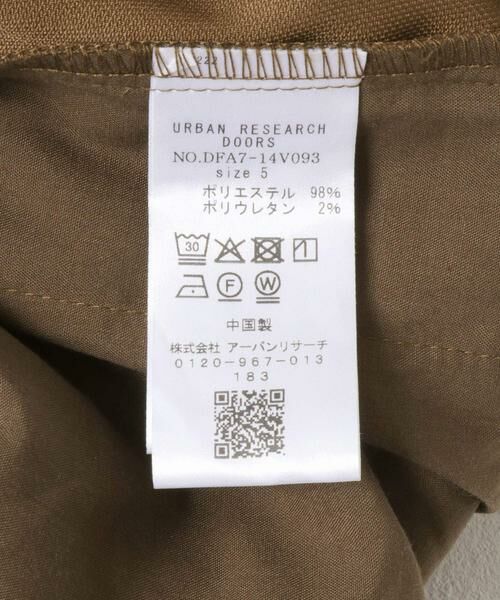 222
URBAN RESEARCH
DOORS
NO.DFA7-14V093
size 5
ポリエステル 98%
ポリウレタン 2%
30
F W
中国製
株式会社 アーバンリサーチ
0120-967-013
183